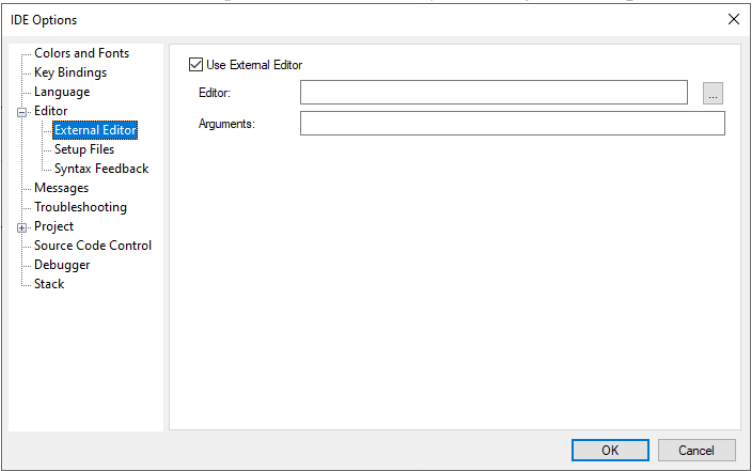 IDE Options
Colors and Fonts
Key Bindings
Language
Editor
External Editor
Setup Files
Syntax Feedback
Messages
Troubleshooting
Project
Source Code Control
Debugger
Stack
Use External Editor
Editor:
...
Arguments:
OK
Cancel